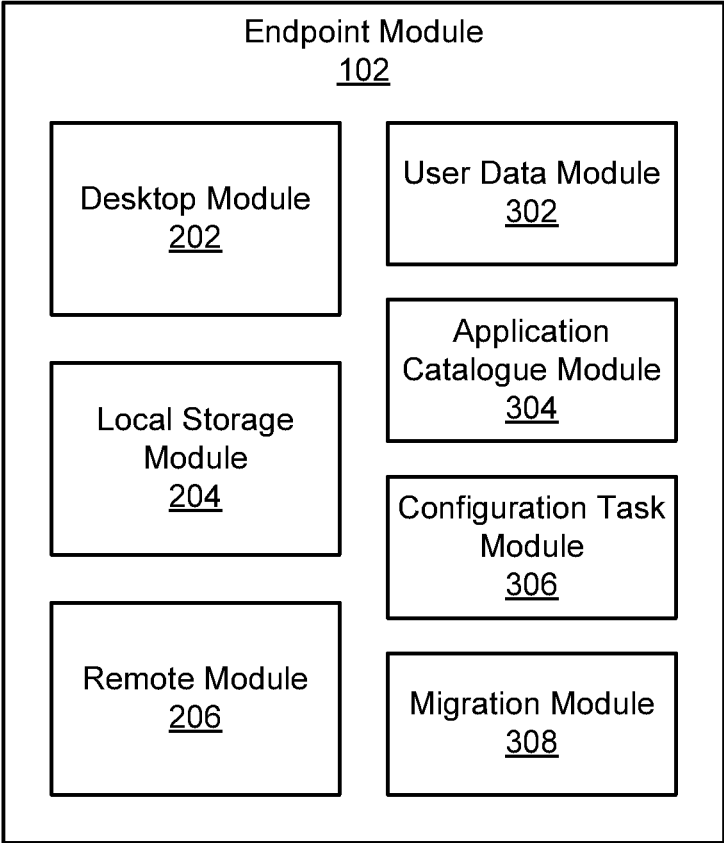 Endpoint Module
102
Desktop Module
202
Local Storage
Module
204
Remote Module
206
User Data Module
302
Application
Catalogue Module
304
Configuration Task
Module
306
Migration Module
308